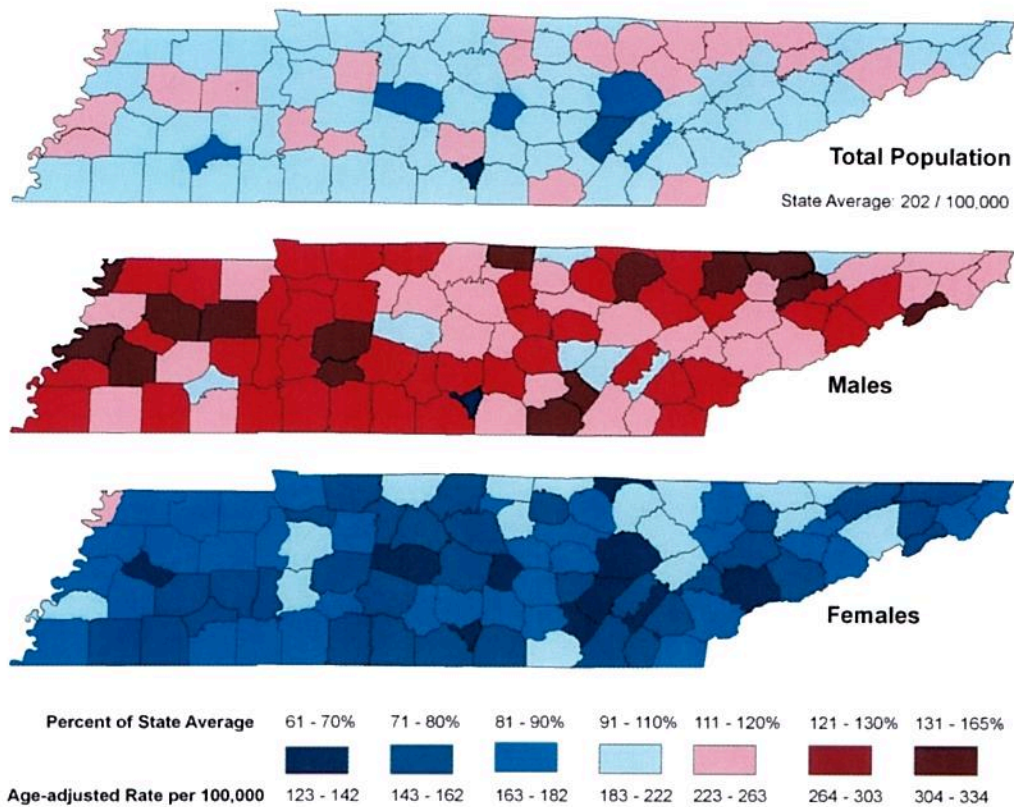 Total Population
State Average: 202 / 100,000
Males
Females
Percent of State Average 61 - 70% 71 - 80% 81 - 90% 91 - 110% 111 - 120% 121 - 130% 131 - 165%
Age-adjusted Rate per 100,000 123 - 142 143 - 162 163 - 182 183 - 222 223 - 263 264 - 303 304 - 334